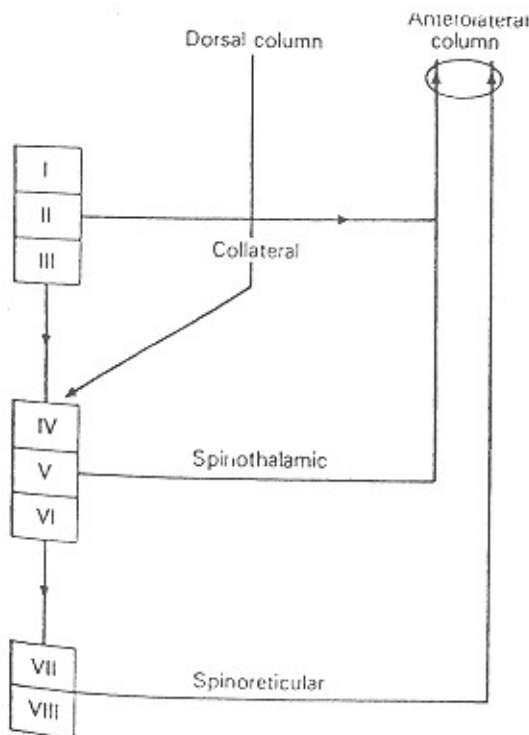 Anterolateral
column
Dorsal column
I
II
III
Collateral
IV
V
VI
Spinothalamic
VII
VIII
Spinoreticular